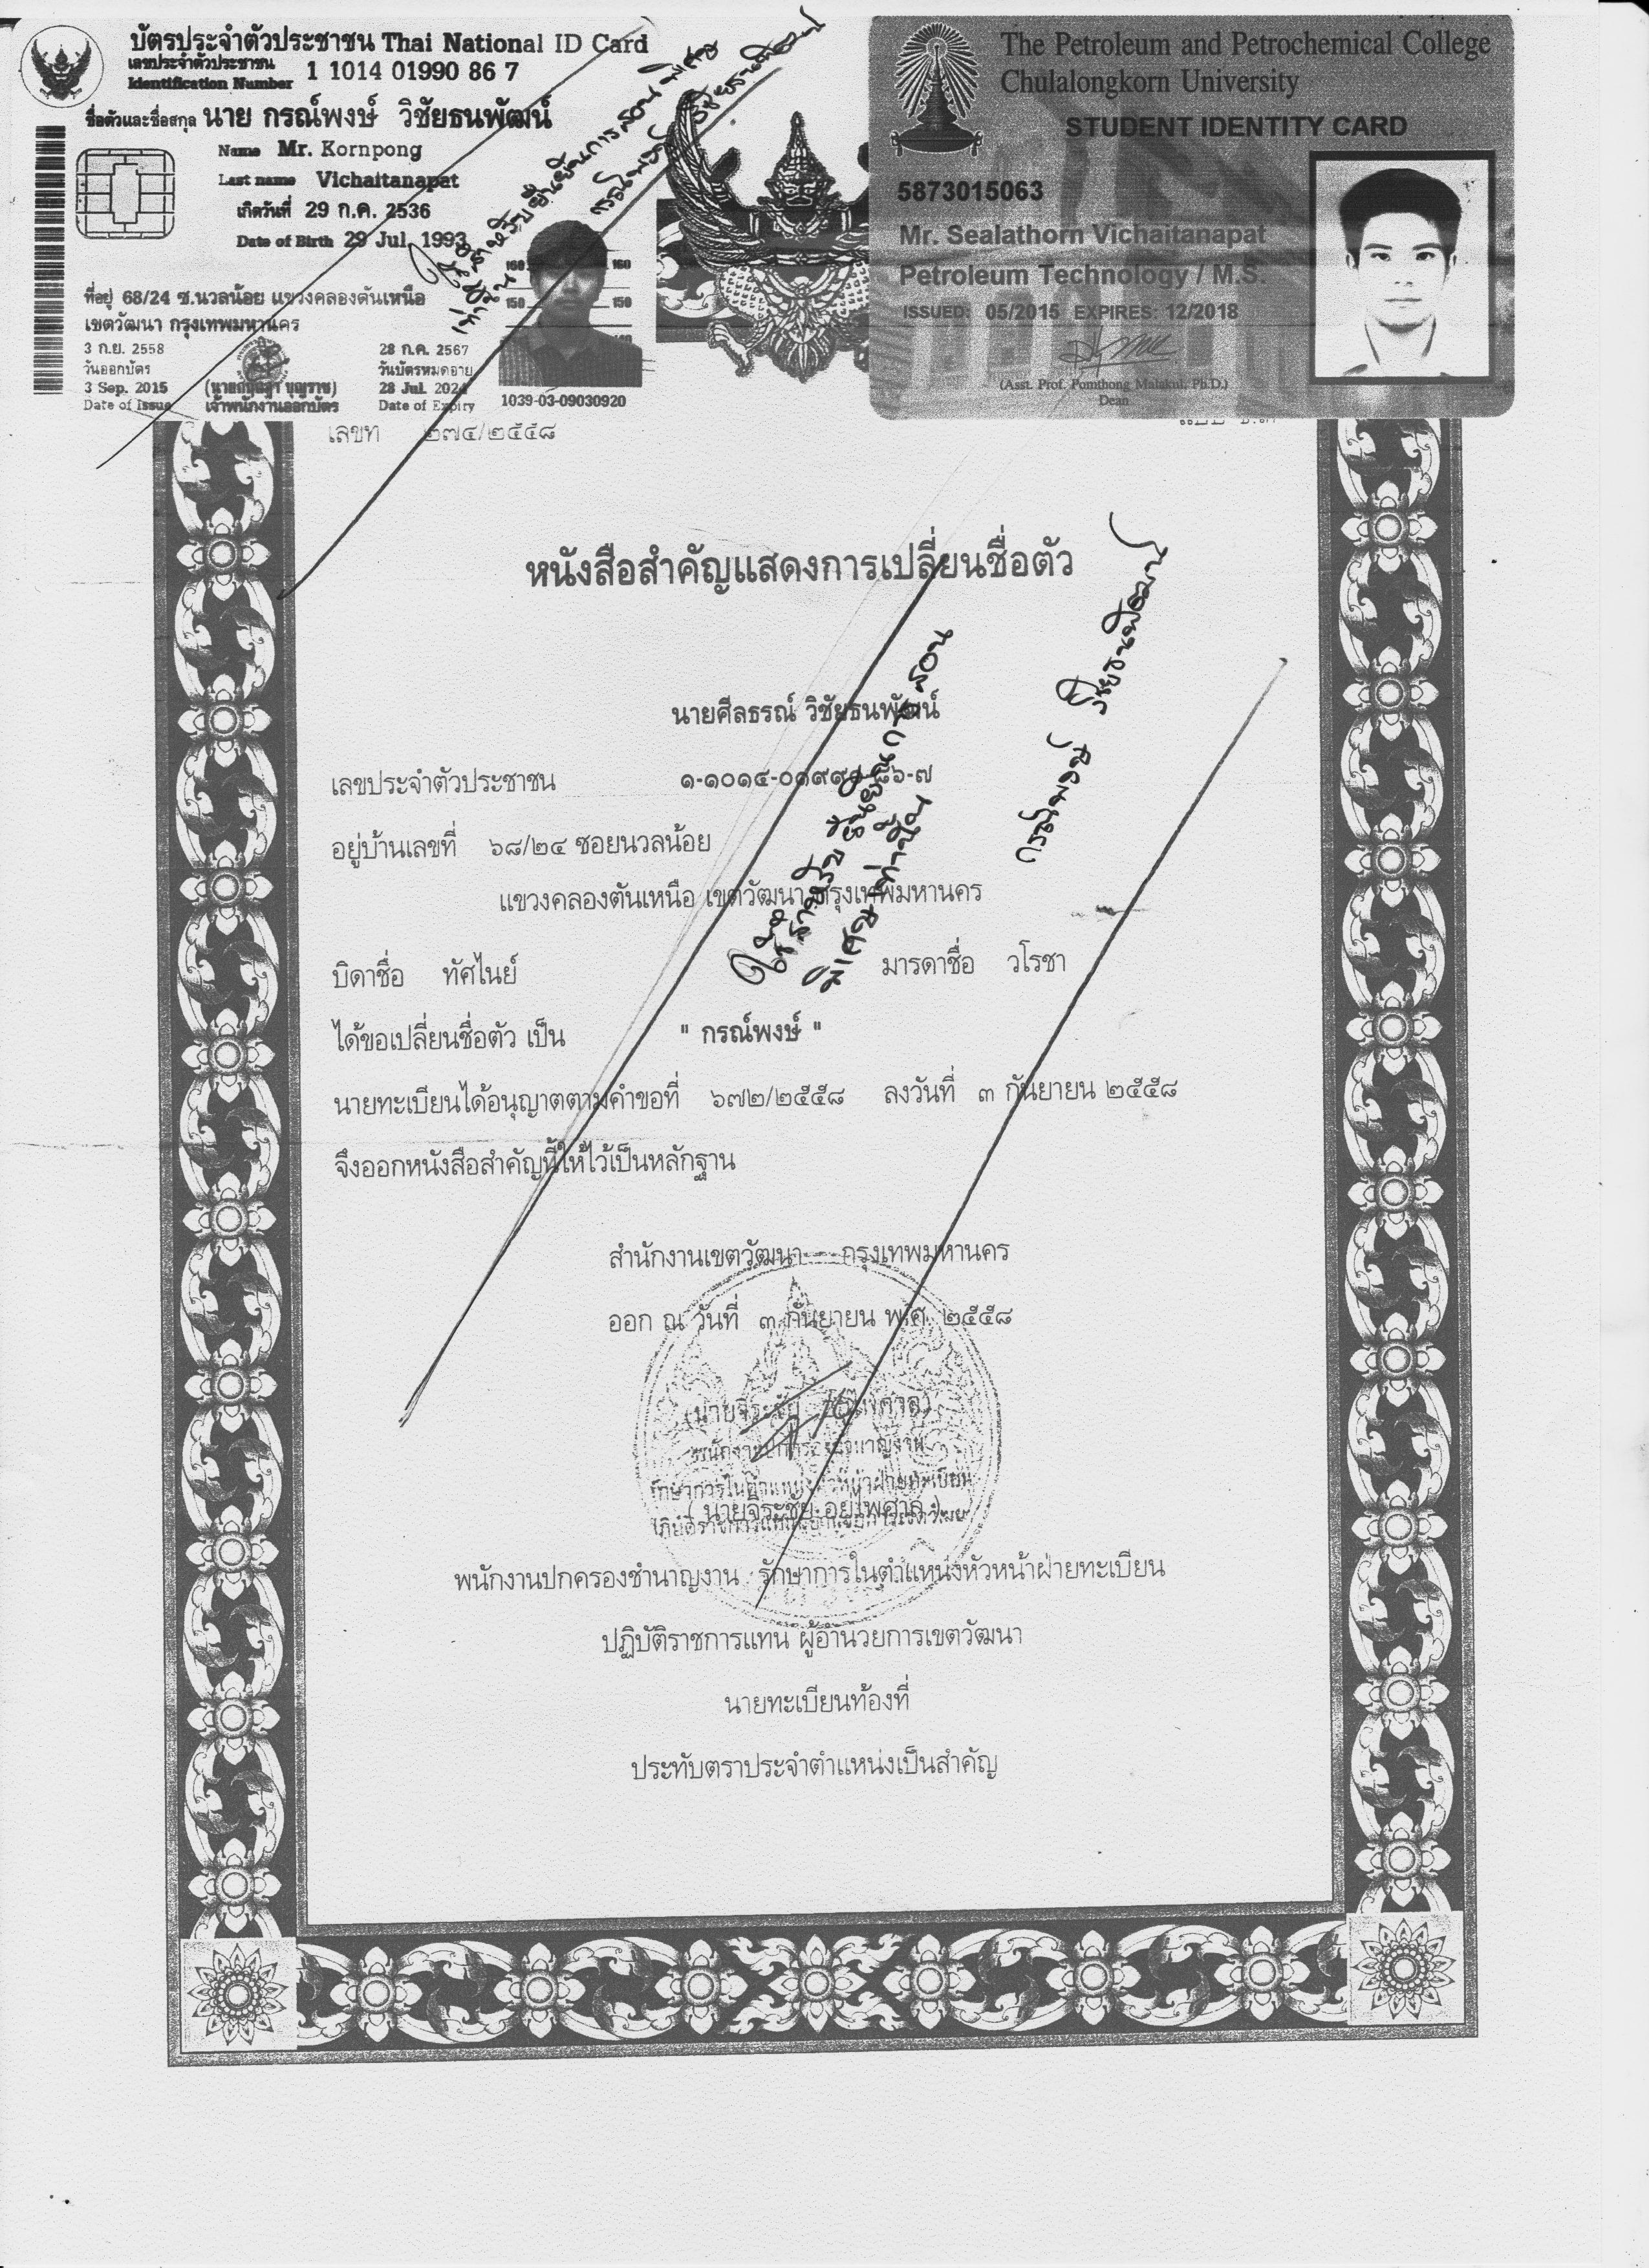 บัตรประจำตัวประชาชน Thai National ID Card
เลขประจำตัวประชาชน
Identification Number
1 1014 01990 86 7
ชื่อตัวและชื่อสกุล นาย กรณ์พงษ์ วิชัยธนพัฒน์
Name Mr. Kornpong
Last name Vichaitanapat
เกิดวันที่ 29 ก.ค. 2536
Date of Birth 29 Jul. 1993
ที่อยู่ 68/24 ซ.นวลน้อย แขวงคลองตันเหนือ
เขตวัฒนา กรุงเทพมหานคร
3 ก.ย. 2558
วันออกบัตร
3 Sep. 2015
Date of Issue
เจ้าพนักงานออกบัตร
28 ก.ค. 2567
วันบัตรหมดอายุ
28 Jul. 2024
Date of Expiry
160 160
150 150
1039-03-09030920
ใช้สำหรับยืนยันการสอนพิเศษ
เท่านั้น
กรณ์พงษ์ วิชัยธนพัฒน์
The Petroleum and Petrochemical College
Chulalongkorn University
STUDENT IDENTITY CARD
5873015063
Mr. Sealathorn Vichaitanapat
Petroleum Technology / M.S.
ISSUED: 05/2015 EXPIRES: 12/2018
(Asst. Prof. Pomthong Malakul, Ph.D.)
Dean
เลขที่ ๒๗๔/๒๕๕๘
หนังสือสำคัญแสดงการเปลี่ยนชื่อตัว
นายศีลธรณ์ วิชัยธนพัฒน์
เลขประจำตัวประชาชน ๑-๑๐๑๔-๐๑๙๙๐-๘๖-๗
อยู่บ้านเลขที่ ๖๘/๒๔ ซอยนวลน้อย
แขวงคลองตันเหนือ เขตวัฒนา กรุงเทพมหานคร
บิดาชื่อ ทัศไนย์ มารดาชื่อ วโรชา
ได้ขอเปลี่ยนชื่อตัว เป็น " กรณ์พงษ์ "
นายทะเบียนได้อนุญาตตามคำขอที่ ๖๗๒/๒๕๕๘ ลงวันที่ ๓ กันยายน ๒๕๕๘
จึงออกหนังสือสำคัญนี้ให้ไว้เป็นหลักฐาน
ใช้สำหรับยืนยันการสอน
พิเศษเท่านั้น
กรณ์พงษ์ วิชัยธนพัฒน์
สำนักงานเขตวัฒนา กรุงเทพมหานคร
ออก ณ วันที่ ๓ กันยายน พ.ศ. ๒๕๕๘
( นายจิระชัย อยู่ไพศาล )
พนักงานปกครองชำนาญงาน รักษาการในตำแหน่งหัวหน้าฝ่ายทะเบียน
ปฏิบัติราชการแทน ผู้อำนวยการเขตวัฒนา
นายทะเบียนท้องที่
ประทับตราประจำตำแหน่งเป็นสำคัญ